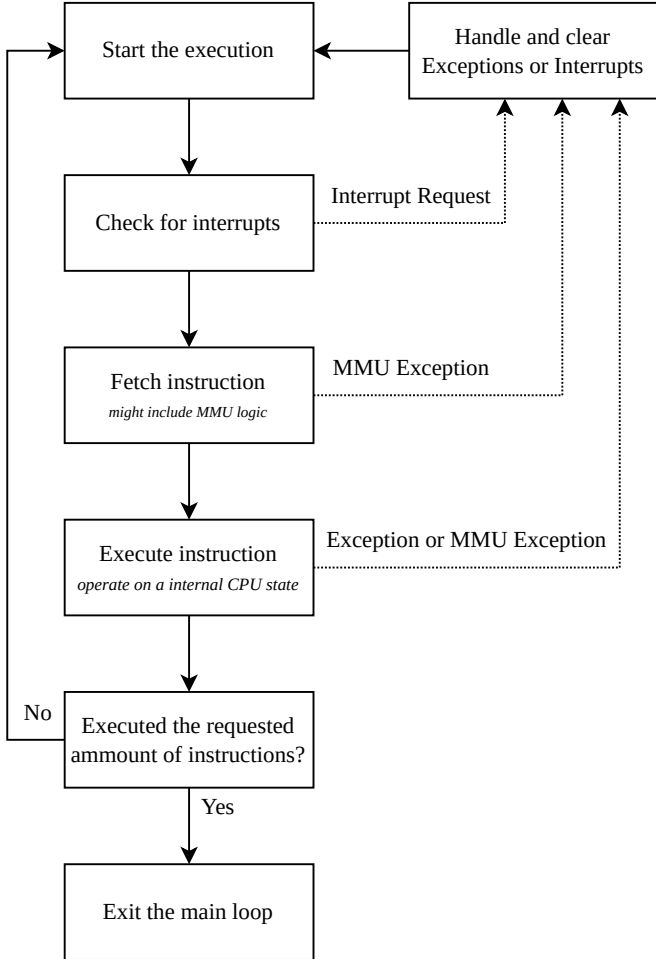 Start the execution
Handle and clear
Exceptions or Interrupts
Check for interrupts
Interrupt Request
Fetch instruction
might include MMU logic
MMU Exception
Execute instruction
operate on a internal CPU state
Exception or MMU Exception
No
Executed the requested
ammount of instructions?
Yes
Exit the main loop